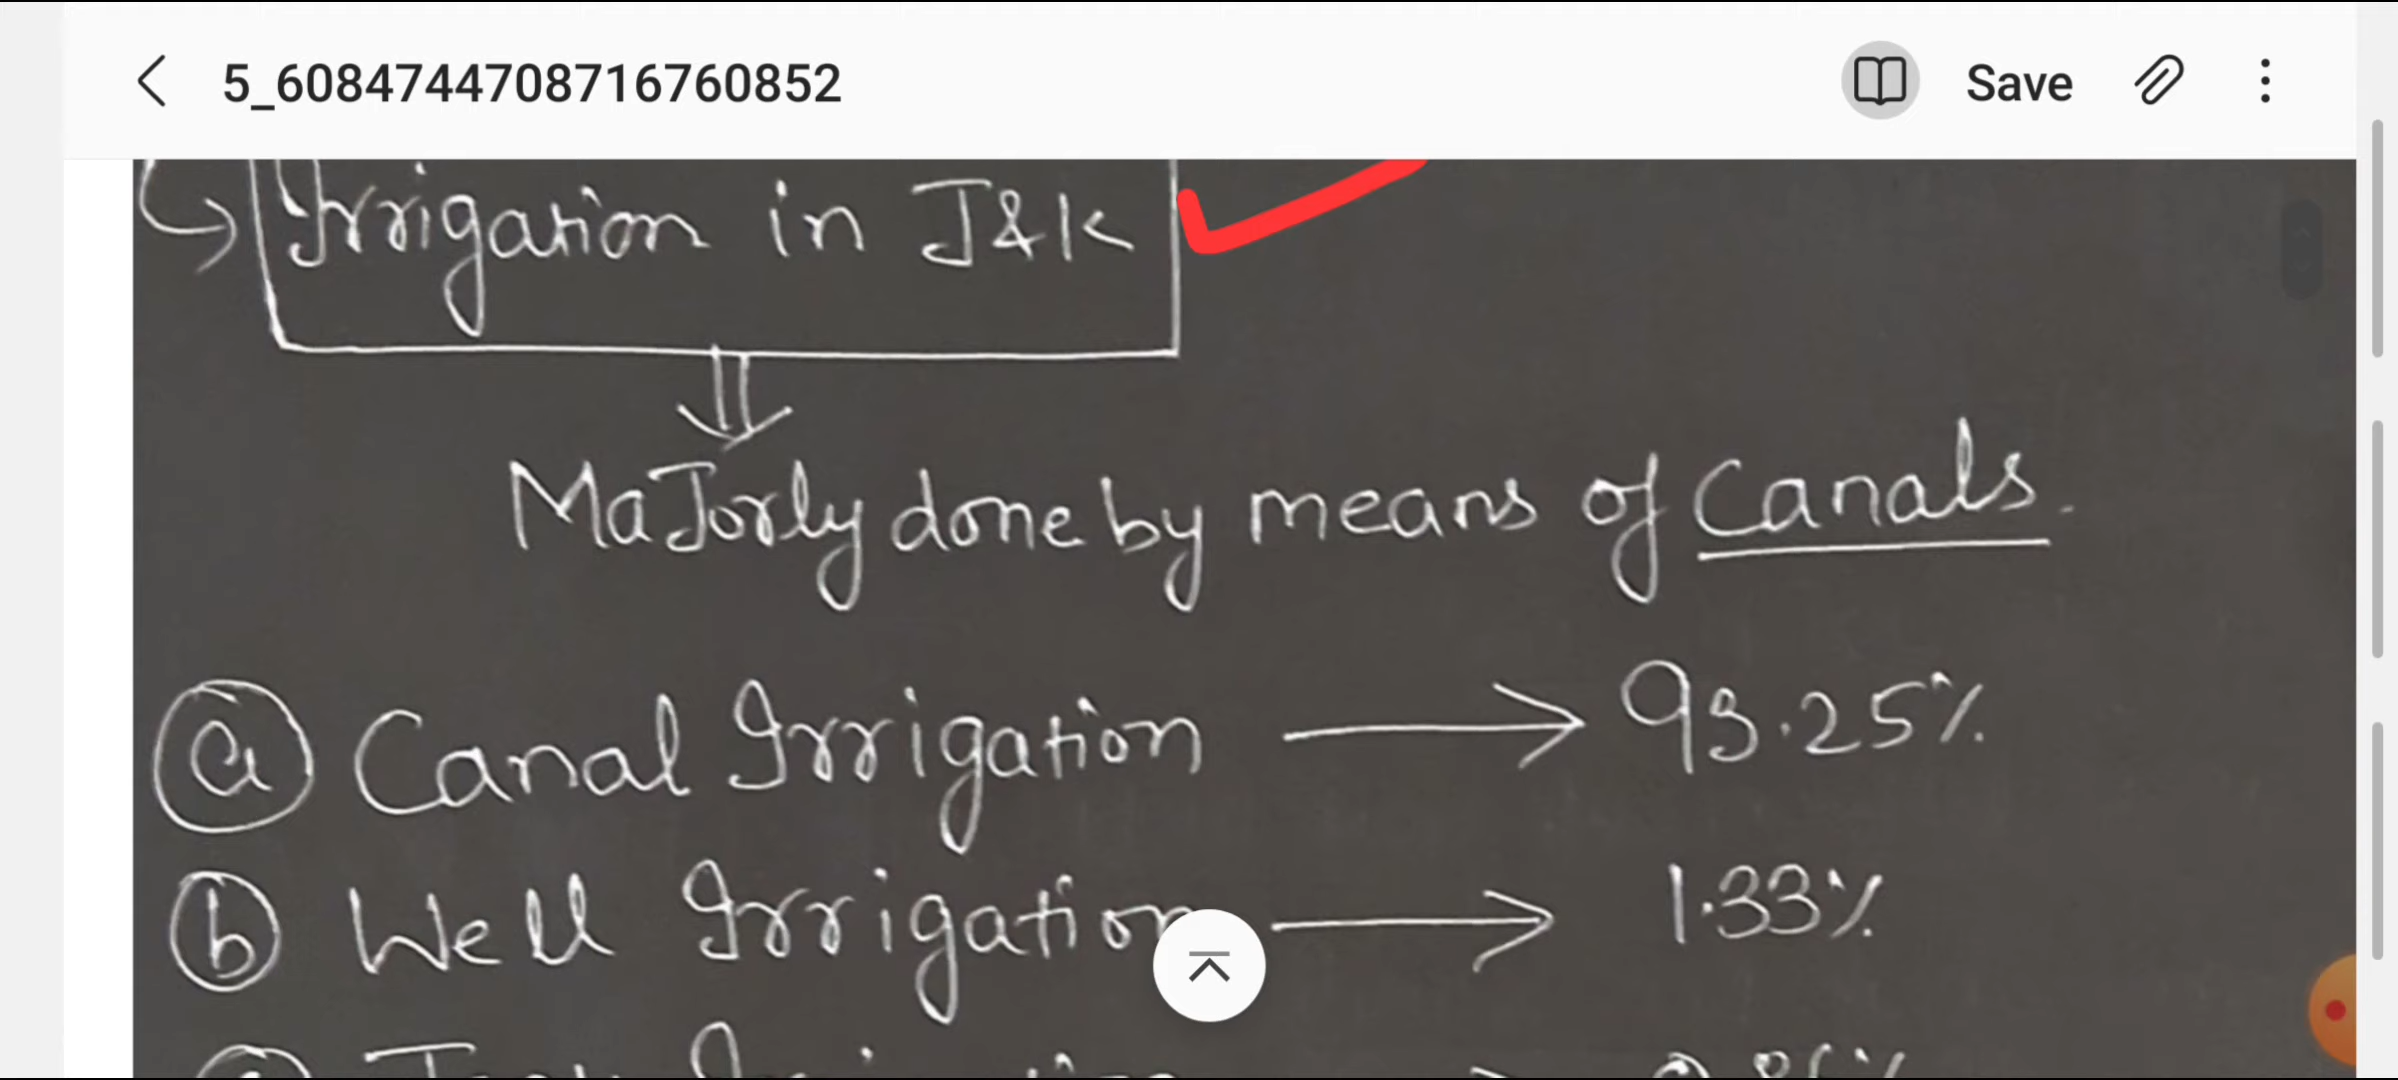 5_6084744708716760852 Save
Irrigation in J&K
MaJorly done by means of Canals.
a Canal Irrigation → 93.25%
b Well Irrigation → 1.33%